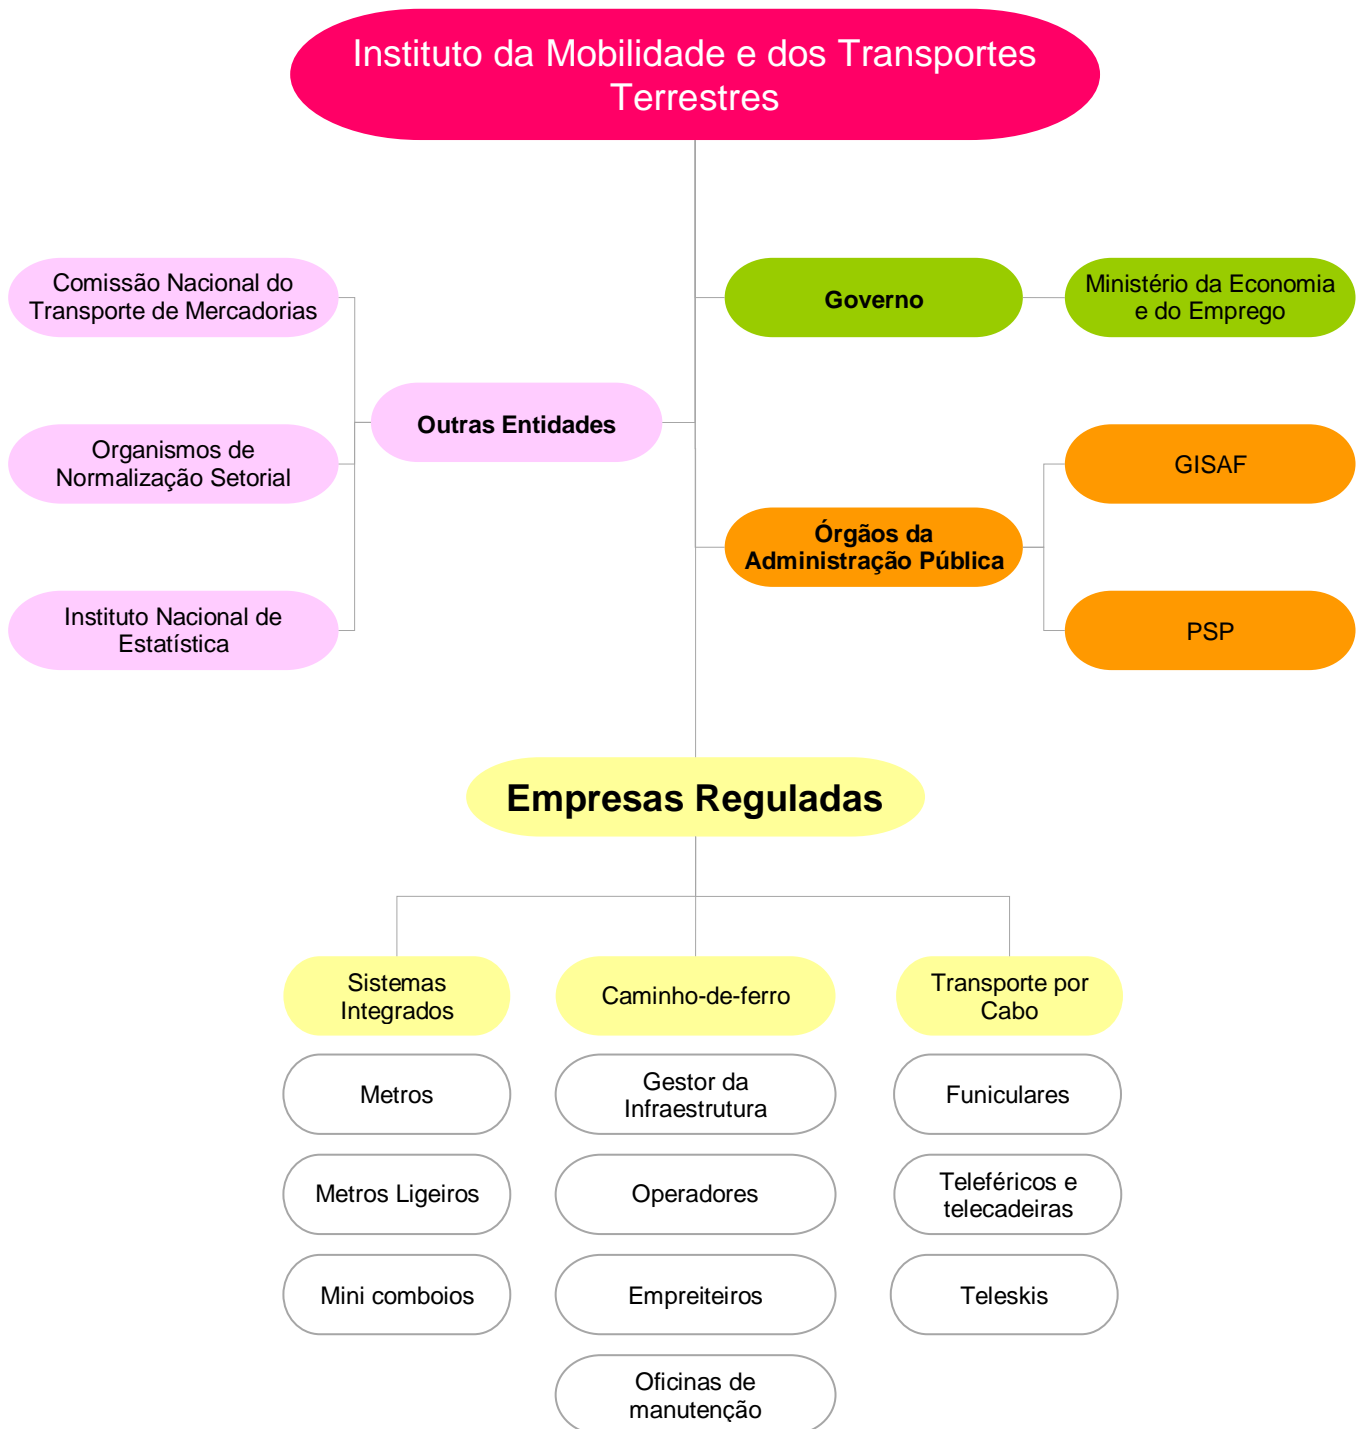 Instituto da Mobilidade e dos Transportes
Terrestres
Comissão Nacional do
Transporte de Mercadorias
Governo
Ministério da Economia
e do Emprego
Outras Entidades
Organismos de
Normalização Setorial
GISAF
Órgãos da
Administração Pública
Instituto Nacional de
Estatística
PSP
Empresas Reguladas
Sistemas
Integrados
Caminho-de-ferro
Transporte por
Cabo
Metros
Gestor da
Infraestrutura
Funiculares
Metros Ligeiros
Operadores
Teleféricos e
telecadeiras
Mini comboios
Empreiteiros
Teleskis
Oficinas de
manutenção